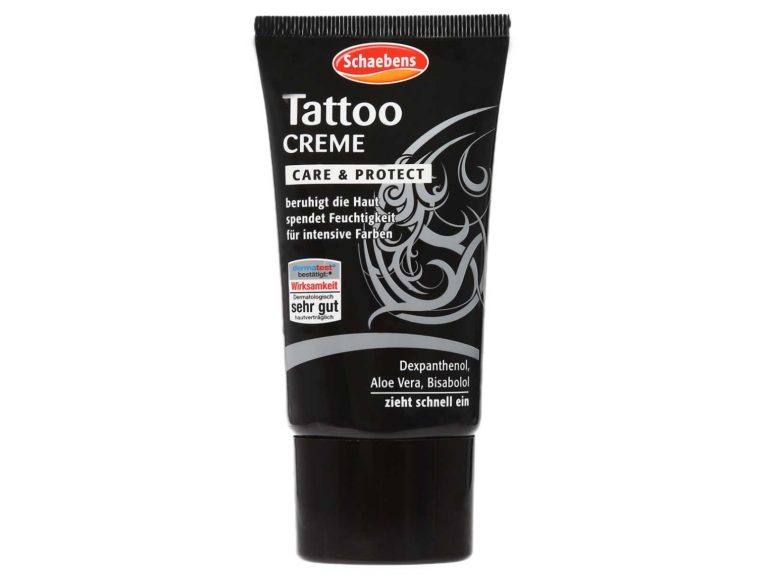 Schaebens
Tattoo
CREME
CARE & PROTECT
beruhigt die Haut
spendet Feuchtigkeit
für intensive Farben
dermatest®
bestätigt:*
Wirksamkeit
Dermatologisch
sehr gut
hautverträglich
Dexpanthenol,
Aloe Vera, Bisabolol
zieht schnell ein